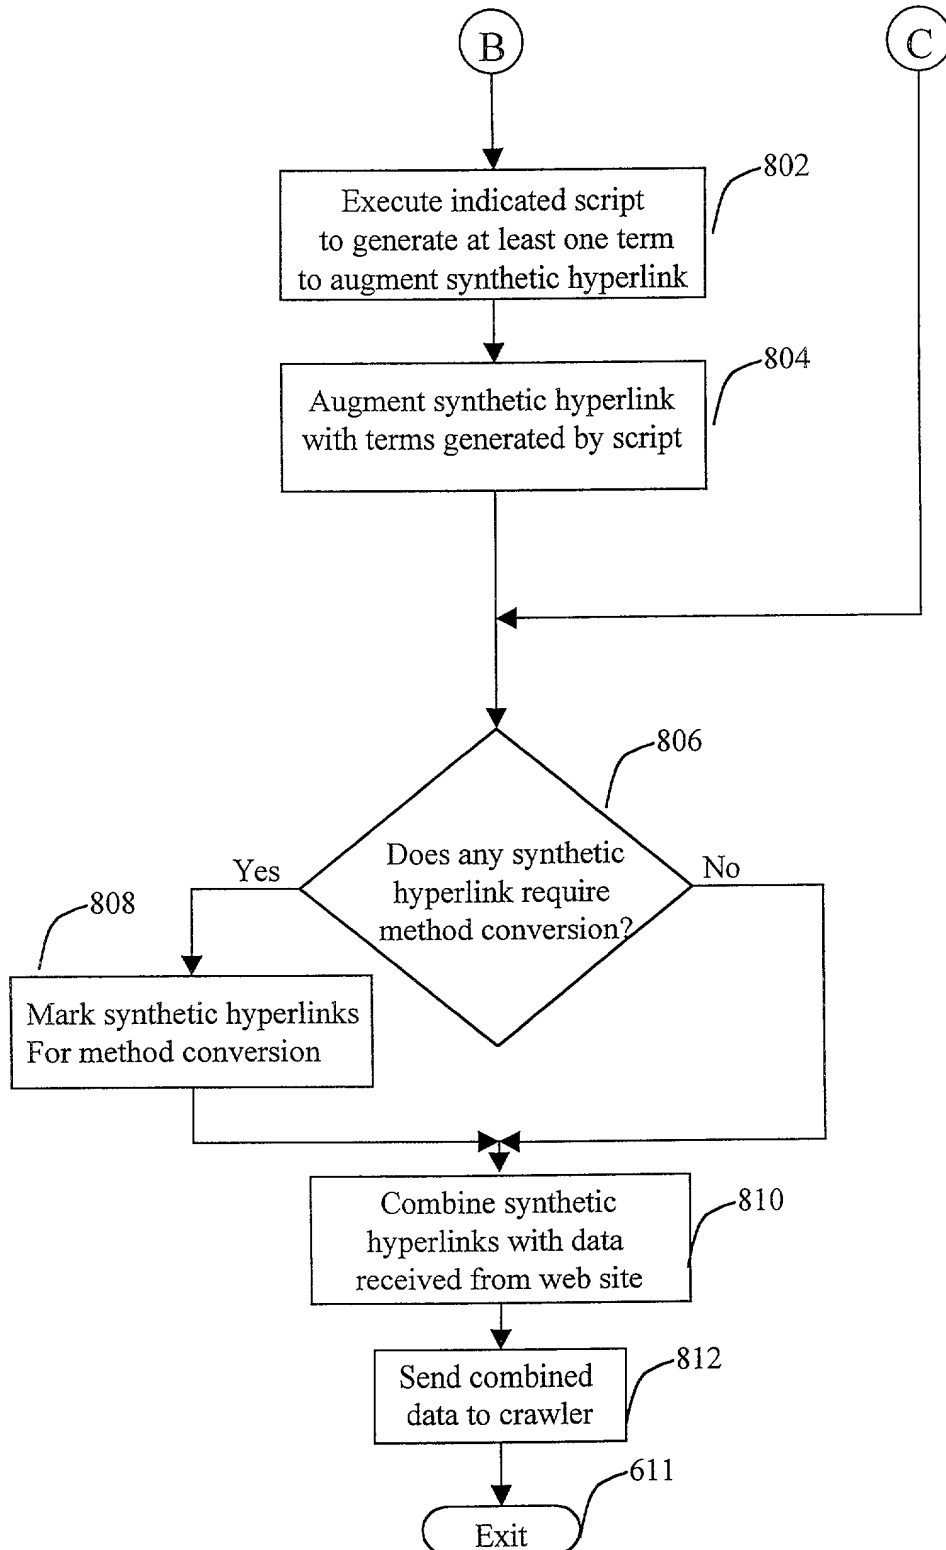 B
C
802
Execute indicated script
to generate at least one term
to augment synthetic hyperlink
804
Augment synthetic hyperlink
with terms generated by script
806
Does any synthetic
hyperlink require
method conversion?
Yes
No
808
Mark synthetic hyperlinks
For method conversion
810
Combine synthetic
hyperlinks with data
received from web site
812
Send combined
data to crawler
611
Exit